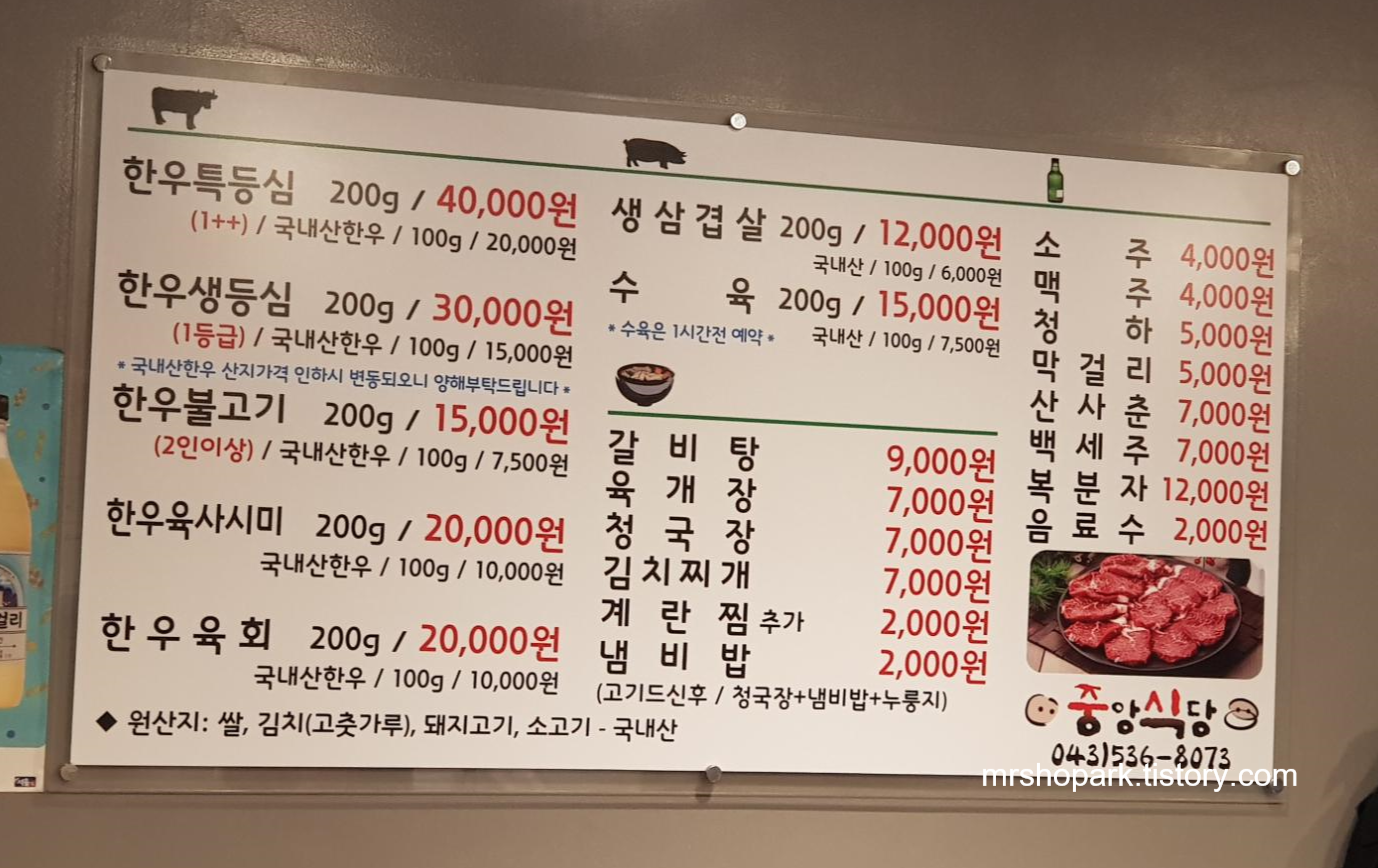 한우특등심 200g / 40,000원
(1++) / 국내산한우 / 100g / 20,000원
한우생등심 200g / 30,000원
(1등급) / 국내산한우 / 100g / 15,000원
* 국내산한우 산지가격 인하시 변동되오니 양해부탁드립니다 *
한우불고기 200g / 15,000원
(2인이상) / 국내산한우 / 100g / 7,500원
한우육사시미 200g / 20,000원
국내산한우 / 100g / 10,000원
한우육회 200g / 20,000원
국내산한우 / 100g / 10,000원
◆ 원산지: 쌀, 김치(고춧가루), 돼지고기, 소고기 - 국내산
생삼겹살 200g / 12,000원
국내산 / 100g / 6,000원
수육 200g / 15,000원
* 수육은 1시간전 예약 * 국내산 / 100g / 7,500원
갈비탕 9,000원
육개장 7,000원
청국장 7,000원
김치찌개 7,000원
계란찜 추가 2,000원
냄비밥 2,000원
(고기드신후 / 청국장+냄비밥+누룽지)
소주 4,000원
맥주 4,000원
청하 5,000원
막걸리 5,000원
산사춘 7,000원
백세주 7,000원
복분자 12,000원
음료수 2,000원
중앙식당
043)536-8073
mrshopark.tistory.com